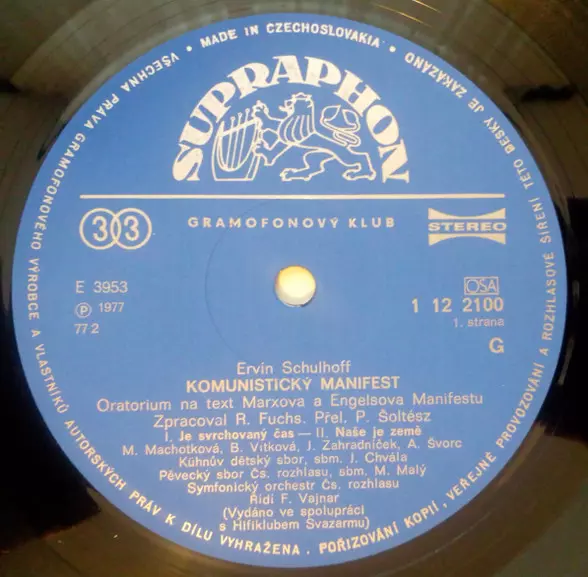 MADE IN CZECHOSLOVAKIA • VŠECHNA PRÁVA GRAMOFONOVÉHO VÝROBCE A VLASTNÍKŮ AUTORSKÝCH PRÁV K DÍLU VYHRAŽENA. POŘIZOVÁNÍ KOPIÍ, VEŘEJNÉ PROVOZOVÁNÍ A ROZHLASOVÉ ŠÍŘENÍ TÉTO DESKY JE ZAKÁZÁNO •
SUPRAPHON
33 GRAMOFONOVÝ KLUB STEREO
E 3953 OSA
Ⓟ 1977 1 12 2100
77 2 1. strana
G
Ervín Schulhoff
KOMUNISTICKÝ MANIFEST
Oratorium na text Marxova a Engelsova Manifestu
Zpracoval R. Fuchs. Přel. P. Šoltész
I. Je svrchovaný čas — II. Naše je země
M. Machotková, B. Vítková, J. Zahradníček, A. Švorc
Kühnův dětský sbor, sbm. J. Chvála
Pěvecký sbor Čs. rozhlasu, sbm. M. Malý
Symfonický orchestr Čs. rozhlasu
Řídí F. Vajnar
(Vydáno ve spolupráci
s Hifiklubem Svazarmu)